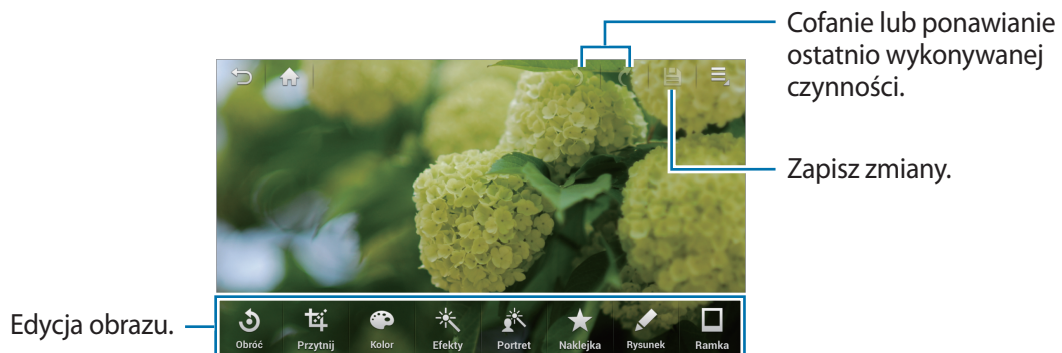 Cofanie lub ponawianie
ostatnio wykonywanej
czynności.
Zapisz zmiany.
Edycja obrazu.
Obróć Przytnij Kolor Efekty Portret Naklejka Rysunek Ramka